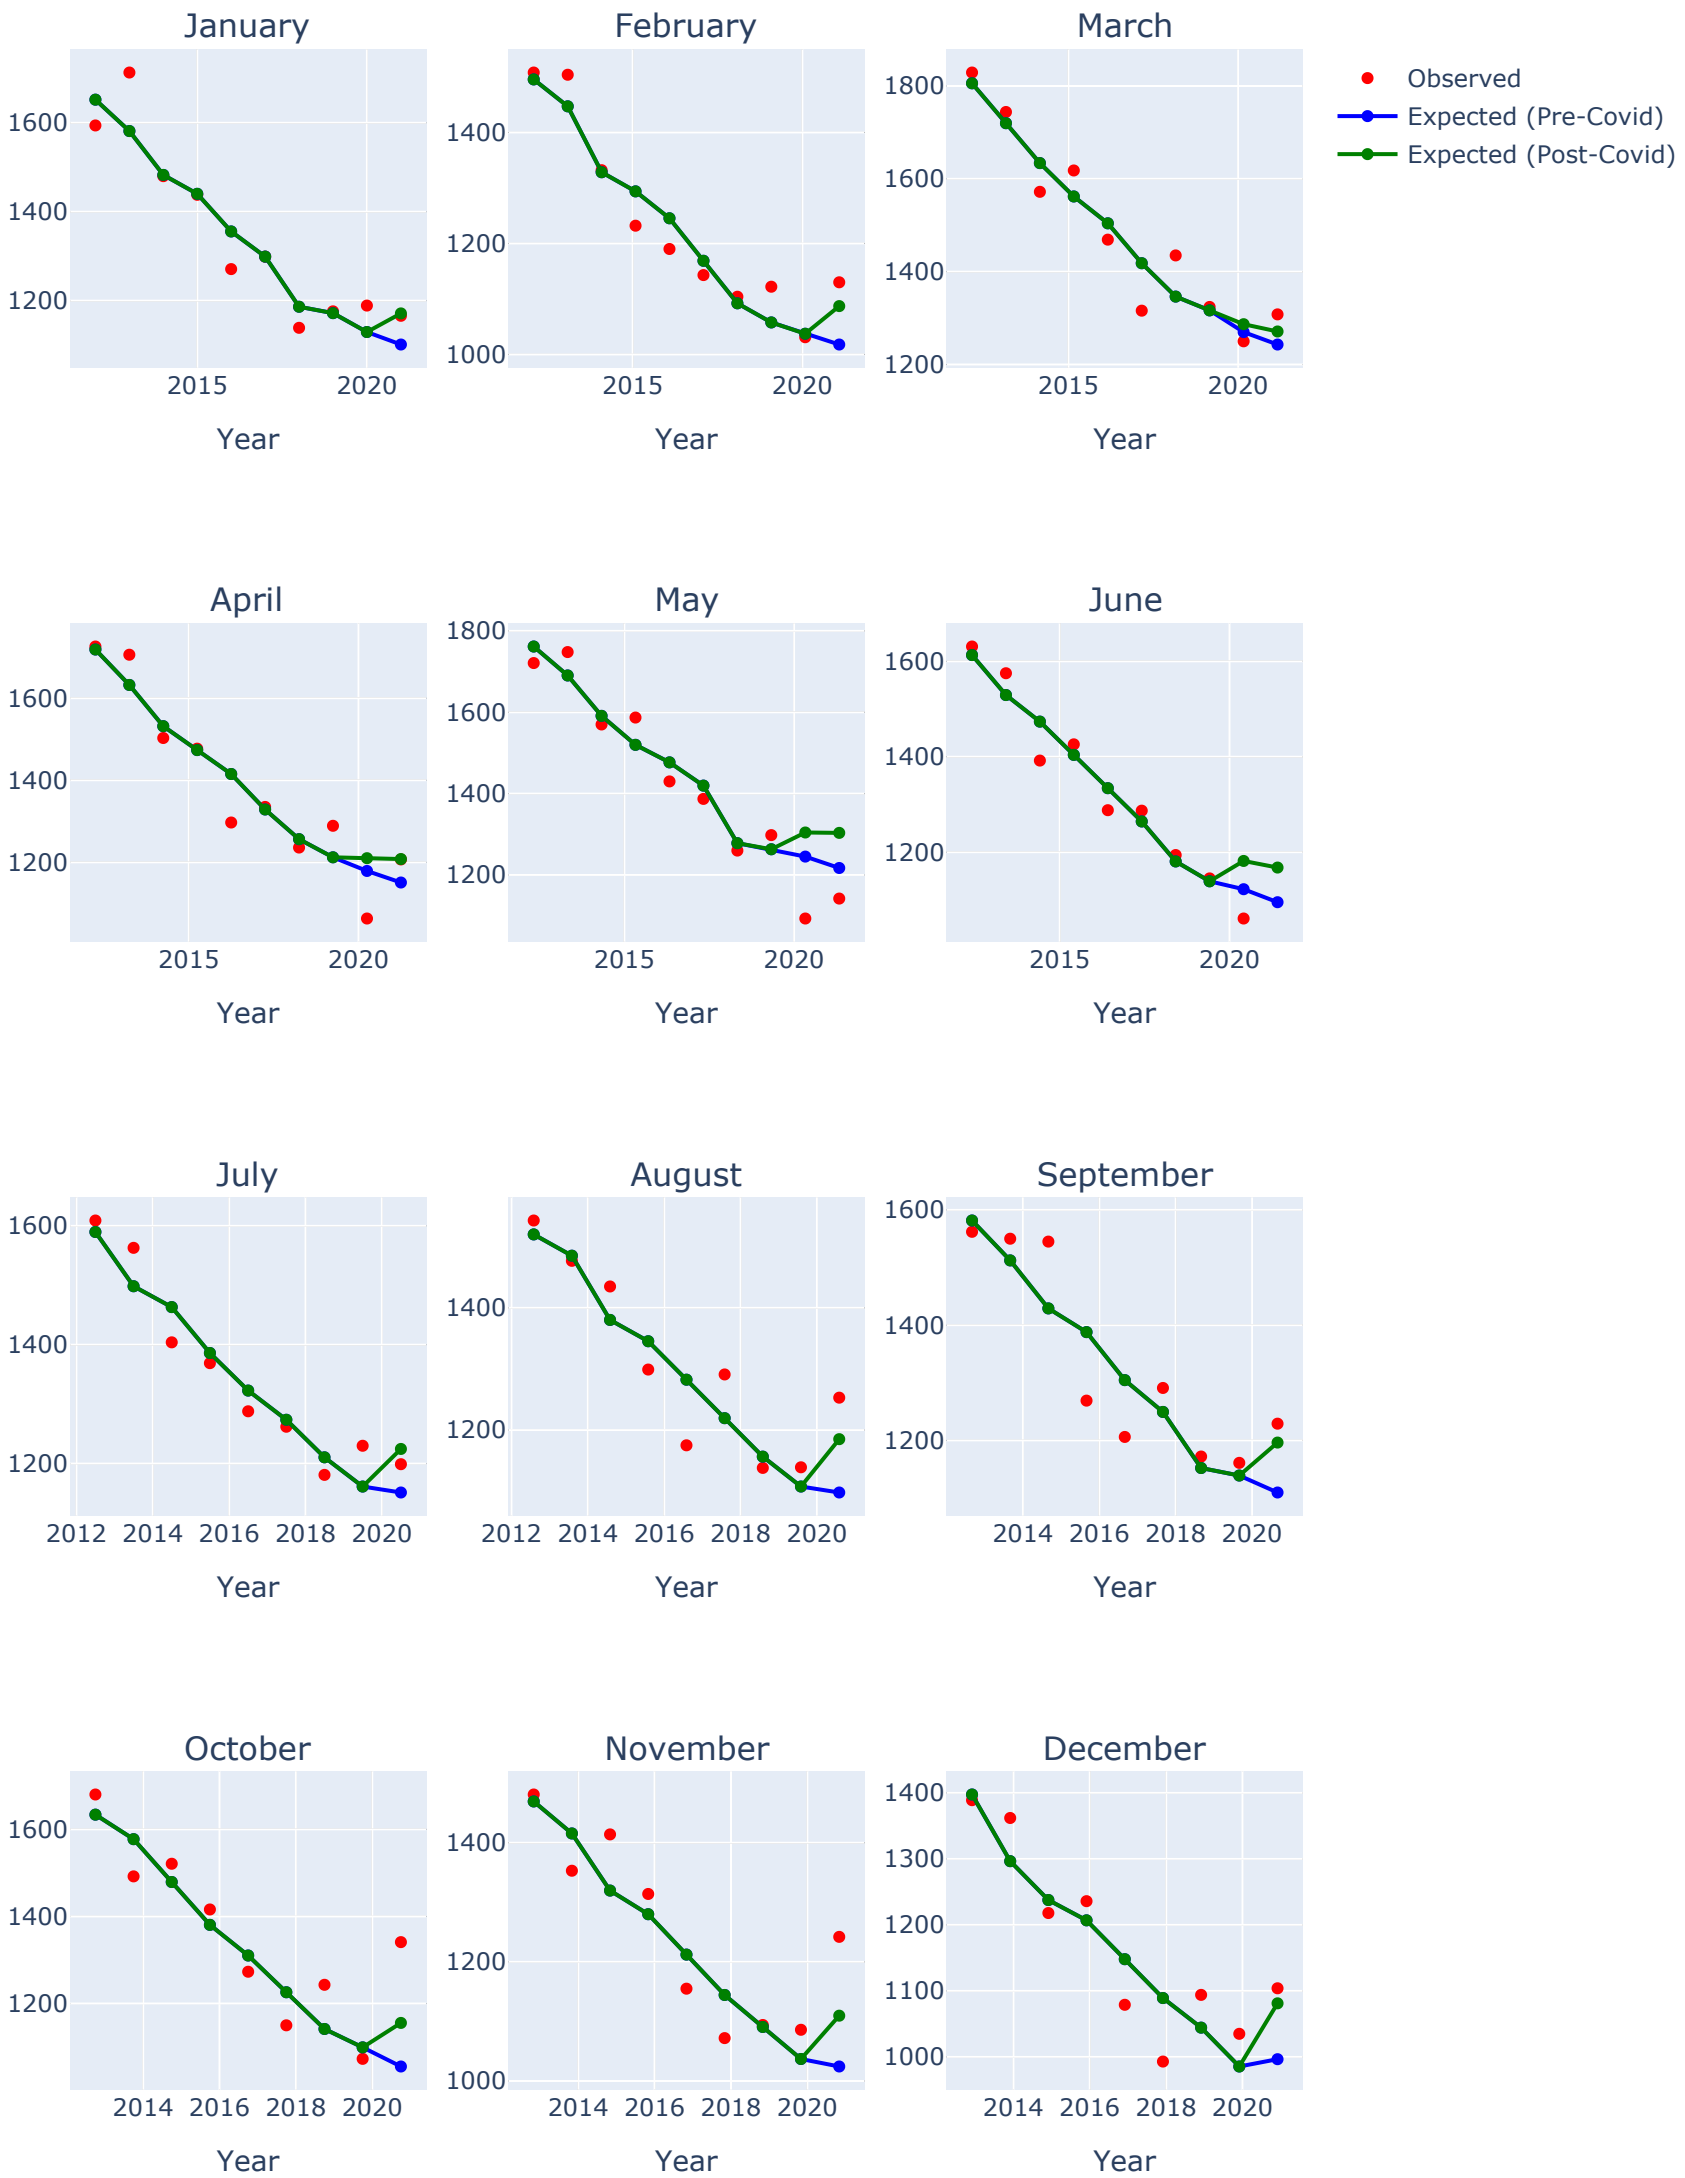 January February March
1600
1400
1200
2015 2020
Year
1400
1200
1000
2015 2020
Year
1800
1600
1400
1200
2015 2020
Year
Observed
Expected (Pre-Covid)
Expected (Post-Covid)
April May June
1600
1400
1200
2015 2020
Year
1800
1600
1400
1200
2015 2020
Year
1600
1400
1200
2015 2020
Year
July August September
1600
1400
1200
2012 2014 2016 2018 2020
Year
1400
1200
2012 2014 2016 2018 2020
Year
1600
1400
1200
2014 2016 2018 2020
Year
October November December
1600
1400
1200
2014 2016 2018 2020
Year
1400
1200
1000
2014 2016 2018 2020
Year
1400
1300
1200
1100
1000
2014 2016 2018 2020
Year